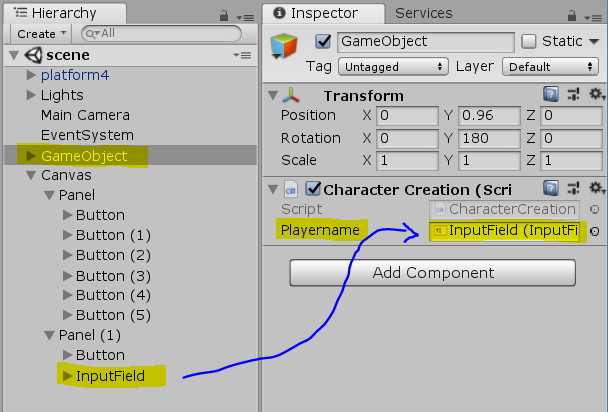 Hierarchy
Create
All
scene
platform4
Lights
Main Camera
EventSystem
GameObject
Canvas
Panel
Button
Button (1)
Button (2)
Button (3)
Button (4)
Button (5)
Panel (1)
Button
InputField
Inspector Services
GameObject Static
Tag Untagged Layer Default
Transform
Position X 0 Y 0.96 Z 0
Rotation X 0 Y 180 Z 0
Scale X 1 Y 1 Z 1
Character Creation (Scri
Script CharacterCreation
Playername InputField (InputFi
Add Component